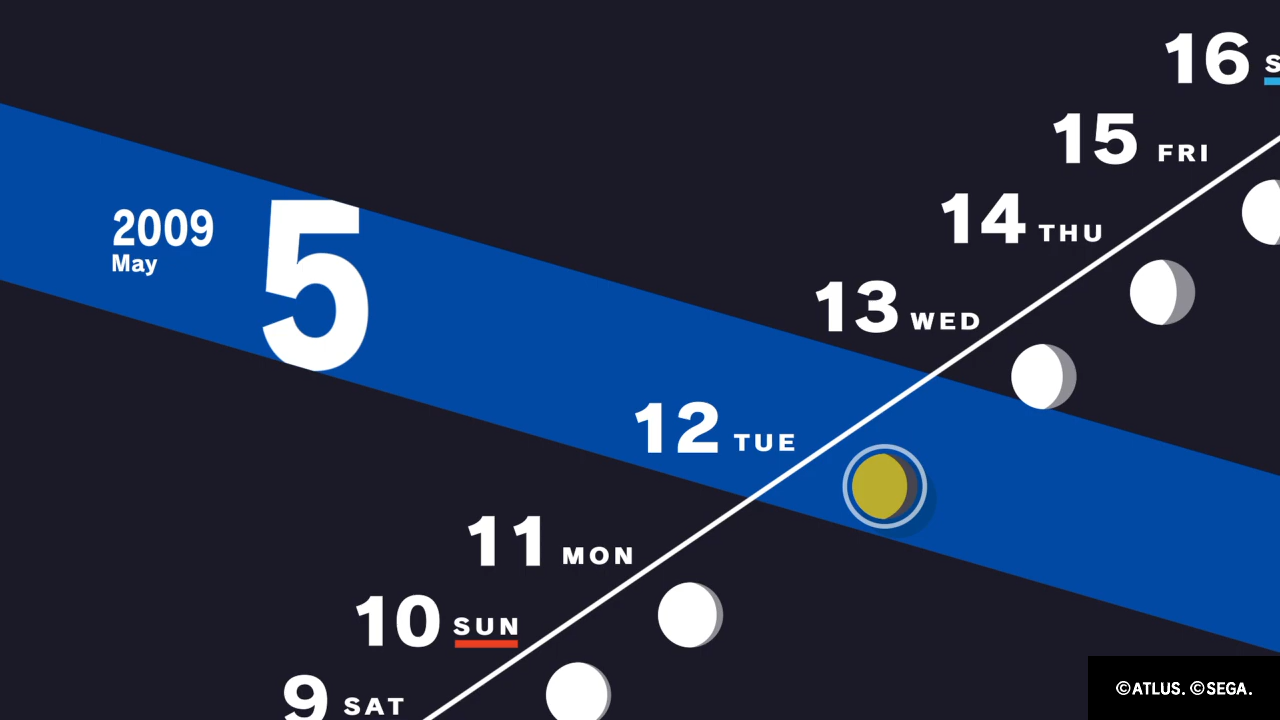 16 S
15 FRI
14 THU
2009
May
5
13 WED
12 TUE
11 MON
10 SUN
9 SAT
©ATLUS. ©SEGA.